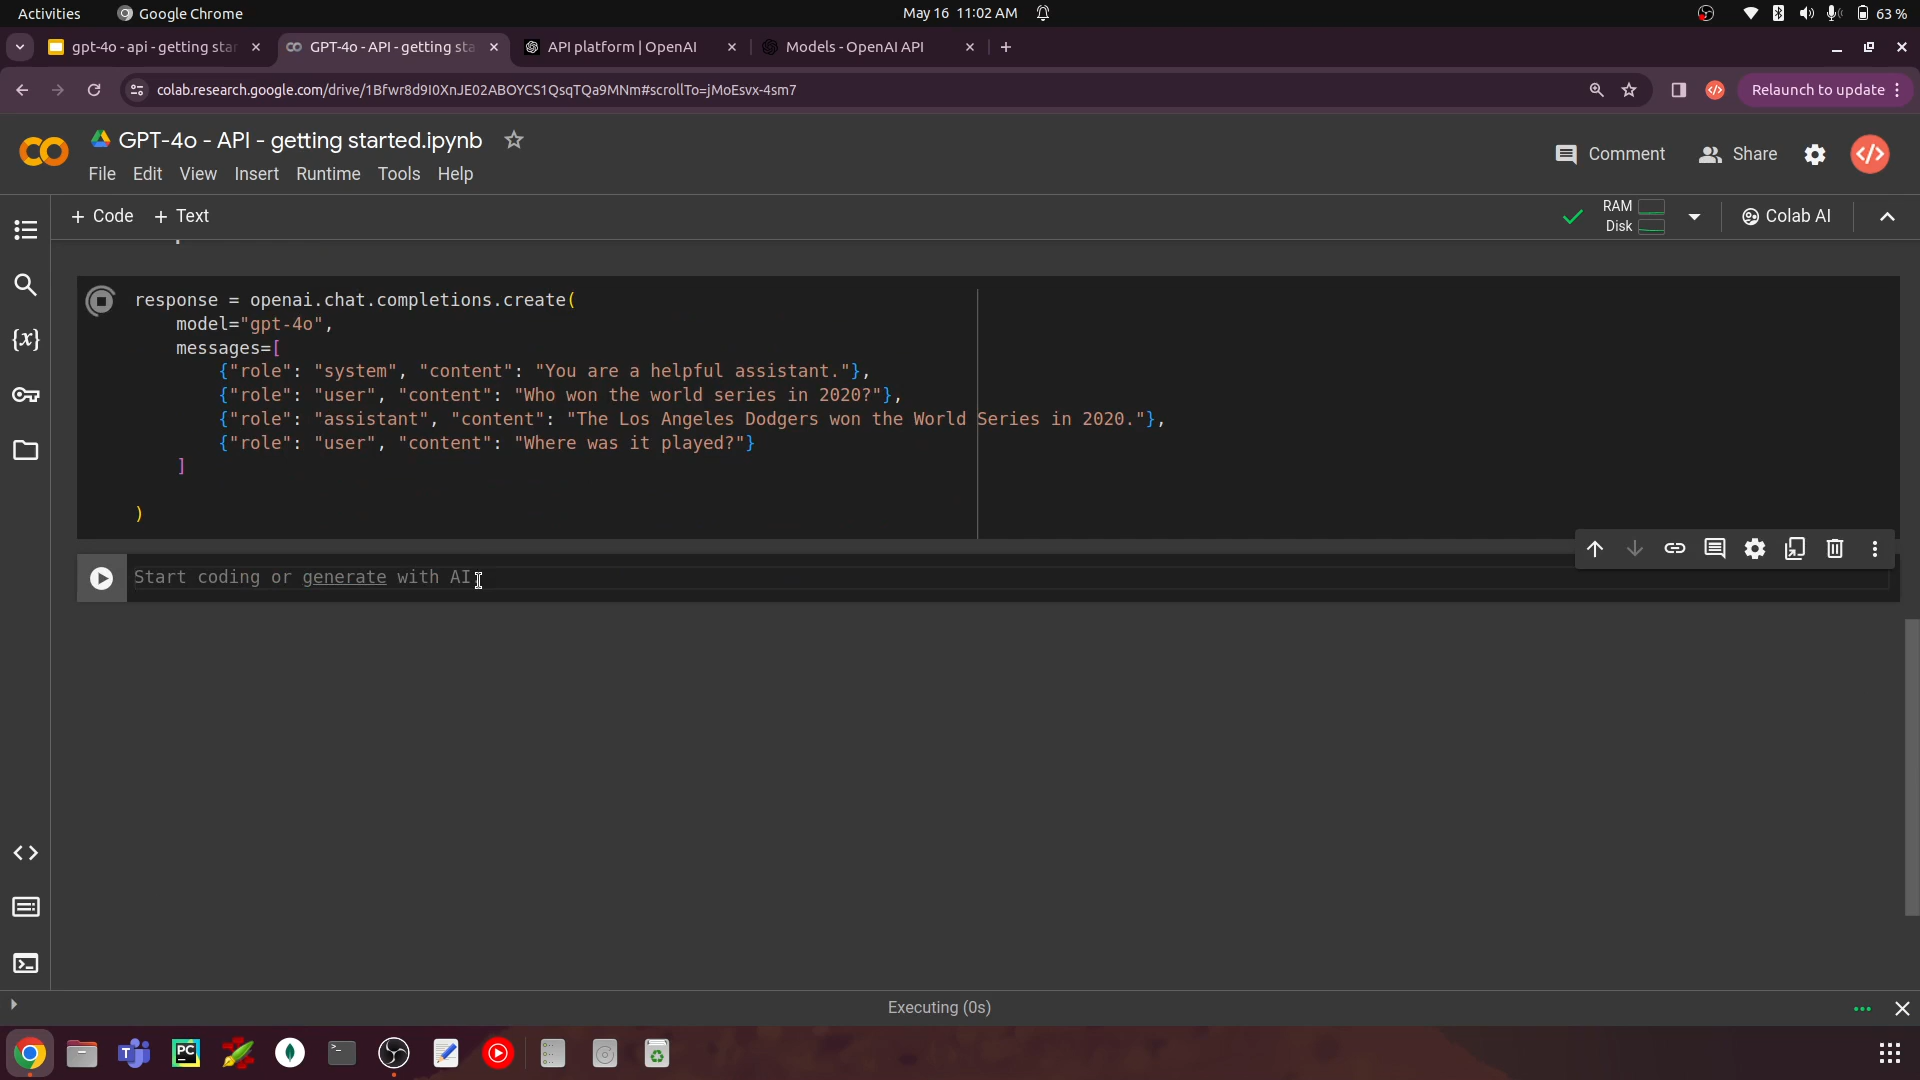 Activities
Google Chrome
May 16 11:02 AM
63 %
gpt-4o - api - getting star
GPT-4o - API - getting sta
API platform | OpenAI
Models - OpenAI API
colab.research.google.com/drive/1Bfwr8d9I0XnJE02ABOYCS1QsqTQa9MNm#scrollTo=jMoEsvx-4sm7
Relaunch to update
GPT-4o - API - getting started.ipynb
Comment
Share
File Edit View Insert Runtime Tools Help
+ Code + Text
RAM
Disk
Colab AI
response = openai.chat.completions.create(
model="gpt-4o",
messages=[
{"role": "system", "content": "You are a helpful assistant."},
{"role": "user", "content": "Who won the world series in 2020?"},
{"role": "assistant", "content": "The Los Angeles Dodgers won the World Series in 2020."},
{"role": "user", "content": "Where was it played?"}
]
)
Start coding or generate with AI.
Executing (0s)